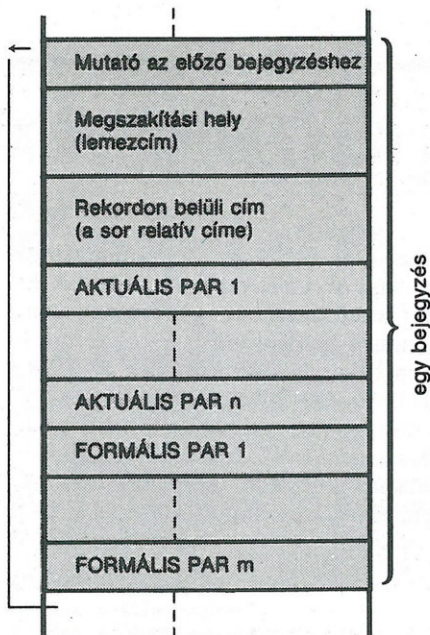 Mutató az előző bejegyzéshez
Megszakítási hely
(lemezcím)
Rekordon belüli cím
(a sor relatív címe)
AKTUÁLIS PAR 1
AKTUÁLIS PAR n
FORMÁLIS PAR 1
FORMÁLIS PAR m
egy bejegyzés